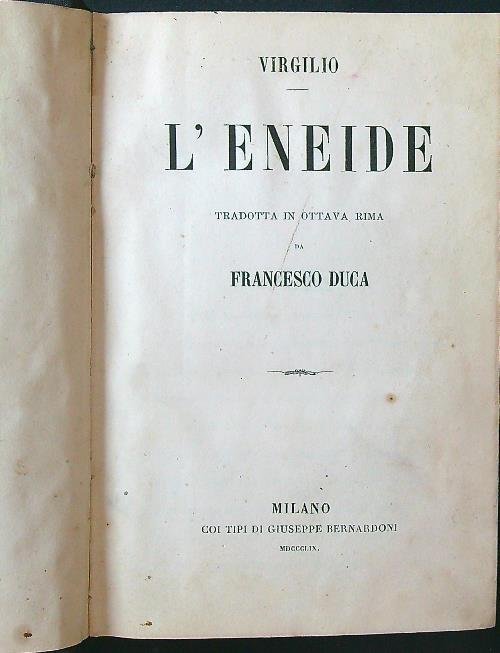 VIRGILIO
L' ENEIDE
TRADOTTA IN OTTAVA RIMA
DA
FRANCESCO DUCA
MILANO
COI TIPI DI GIUSEPPE BERNARDONI
MDCCCLIX.